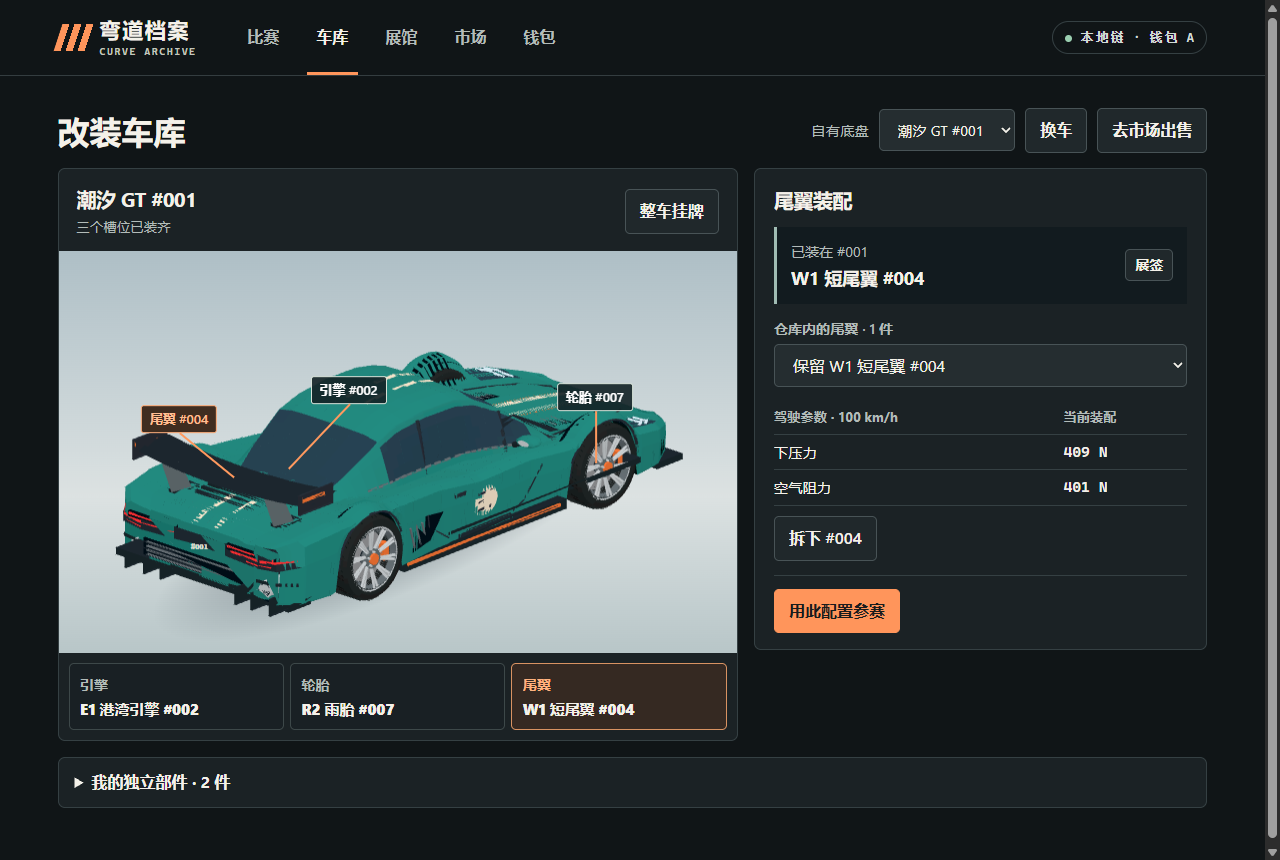 弯道档案
CURVE ARCHIVE
比赛
车库
展馆
市场
钱包
本地链 · 钱包 A
改装车库
自有底盘
潮汐 GT #001
换车
去市场出售
潮汐 GT #001
三个槽位已装齐
整车挂牌
引擎 #002
轮胎 #007
尾翼 #004
$001
引擎
E1 港湾引擎 #002
轮胎
R2 雨胎 #007
尾翼
W1 短尾翼 #004
尾翼装配
已装在 #001
W1 短尾翼 #004
展签
仓库内的尾翼 · 1 件
保留 W1 短尾翼 #004
驾驶参数 · 100 km/h 当前装配
下压力 409 N
空气阻力 401 N
拆下 #004
用此配置参赛
我的独立部件 · 2 件